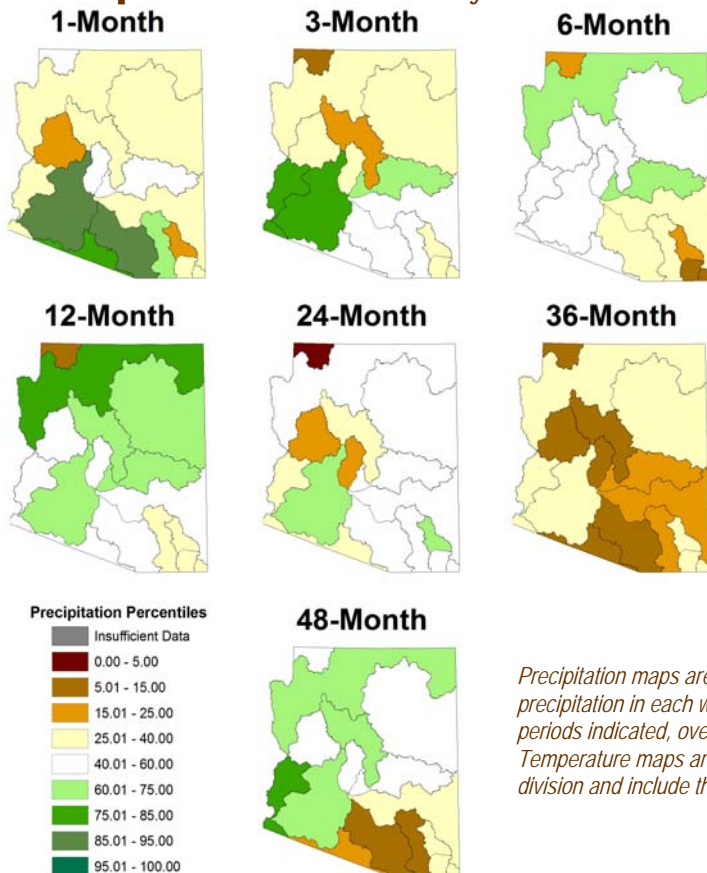 1-Month
3-Month
6-Month
12-Month
24-Month
36-Month
48-Month
Precipitation Percentiles
Insufficient Data
0.00 - 5.00
5.01 - 15.00
15.01 - 25.00
25.01 - 40.00
40.01 - 60.00
60.01 - 75.00
75.01 - 85.00
85.01 - 95.00
95.01 - 100.00
Precipitation maps are
precipitation in each w
periods indicated, ove
Temperature maps ar
division and include th